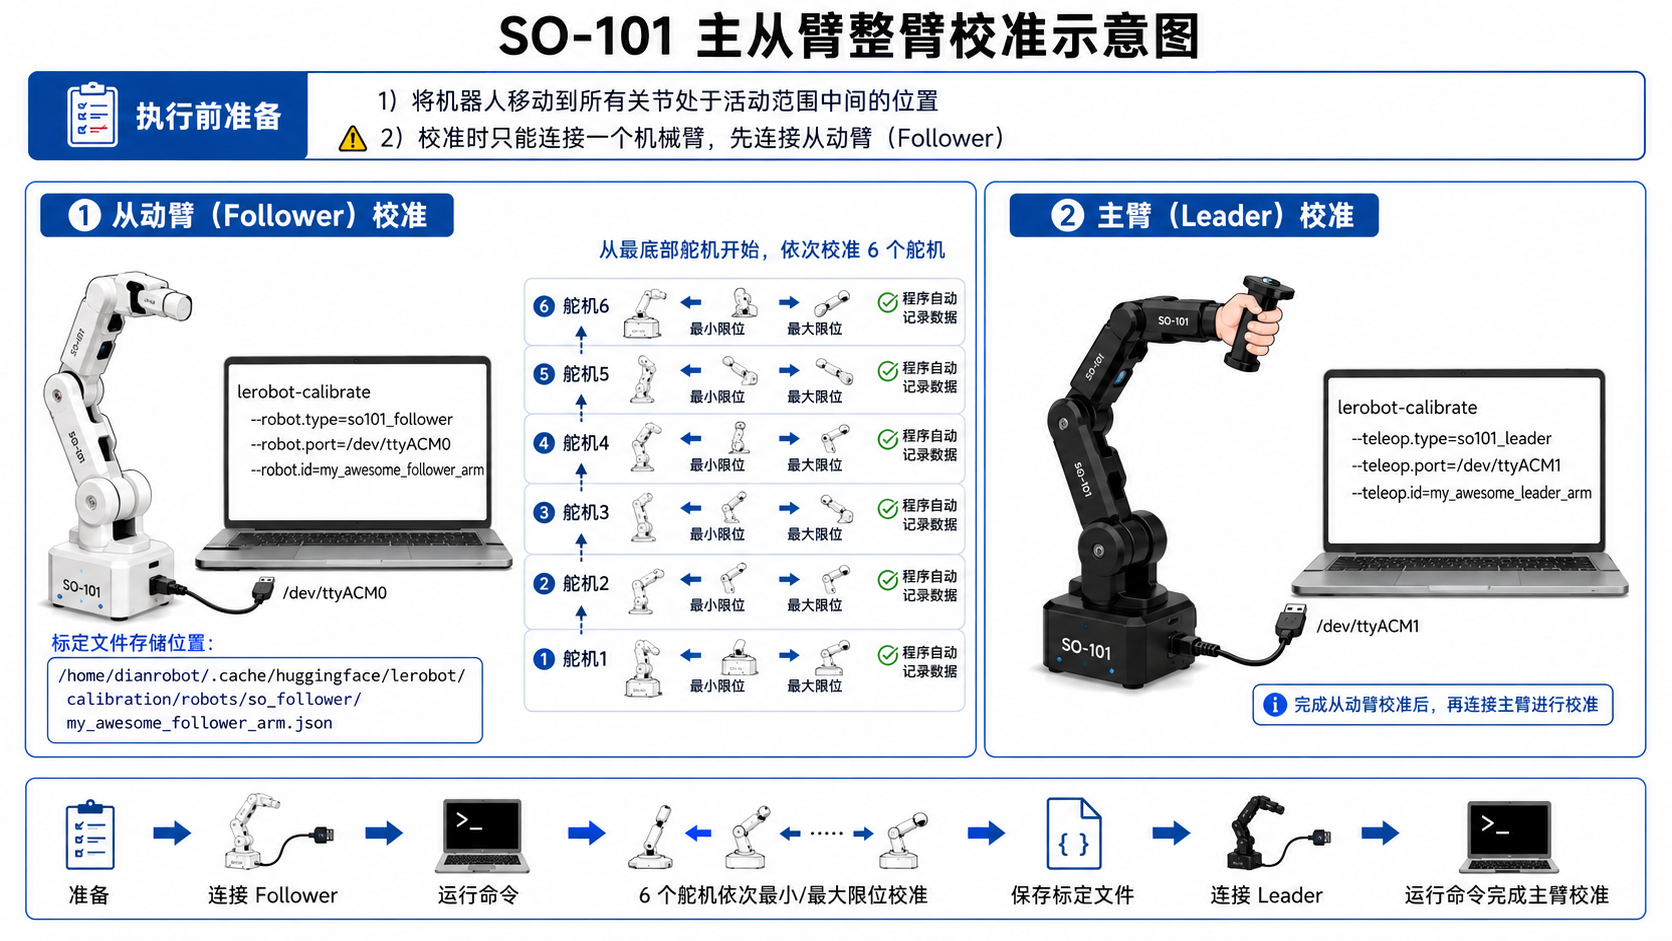 SO-101 主从臂整臂校准示意图
执行前准备
1）将机器人移动到所有关节处于活动范围中间的位置
2）校准时只能连接一个机械臂，先连接从动臂（Follower）
1 从动臂（Follower）校准
从最底部舵机开始，依次校准 6 个舵机
SO-101
SO-101
SO-101
lerobot-calibrate
--robot.type=so101_follower
--robot.port=/dev/ttyACM0
--robot.id=my_awesome_follower_arm
/dev/ttyACM0
标定文件存储位置：
/home/dianrobot/.cache/huggingface/lerobot/
calibration/robots/so_follower/
my_awesome_follower_arm.json
6 舵机6
最小限位
最大限位
程序自动
记录数据
5 舵机5
最小限位
最大限位
程序自动
记录数据
4 舵机4
最小限位
最大限位
程序自动
记录数据
3 舵机3
最小限位
最大限位
程序自动
记录数据
2 舵机2
最小限位
最大限位
程序自动
记录数据
1 舵机1
最小限位
最大限位
程序自动
记录数据
2 主臂（Leader）校准
SO-101
SO-101
SO-101
SO-101
lerobot-calibrate
--teleop.type=so101_leader
--teleop.port=/dev/ttyACM1
--teleop.id=my_awesome_leader_arm
/dev/ttyACM1
完成从动臂校准后，再连接主臂进行校准
准备
连接 Follower
>_
运行命令
6 个舵机依次最小/最大限位校准
{ }
保存标定文件
连接 Leader
>_
运行命令完成主臂校准